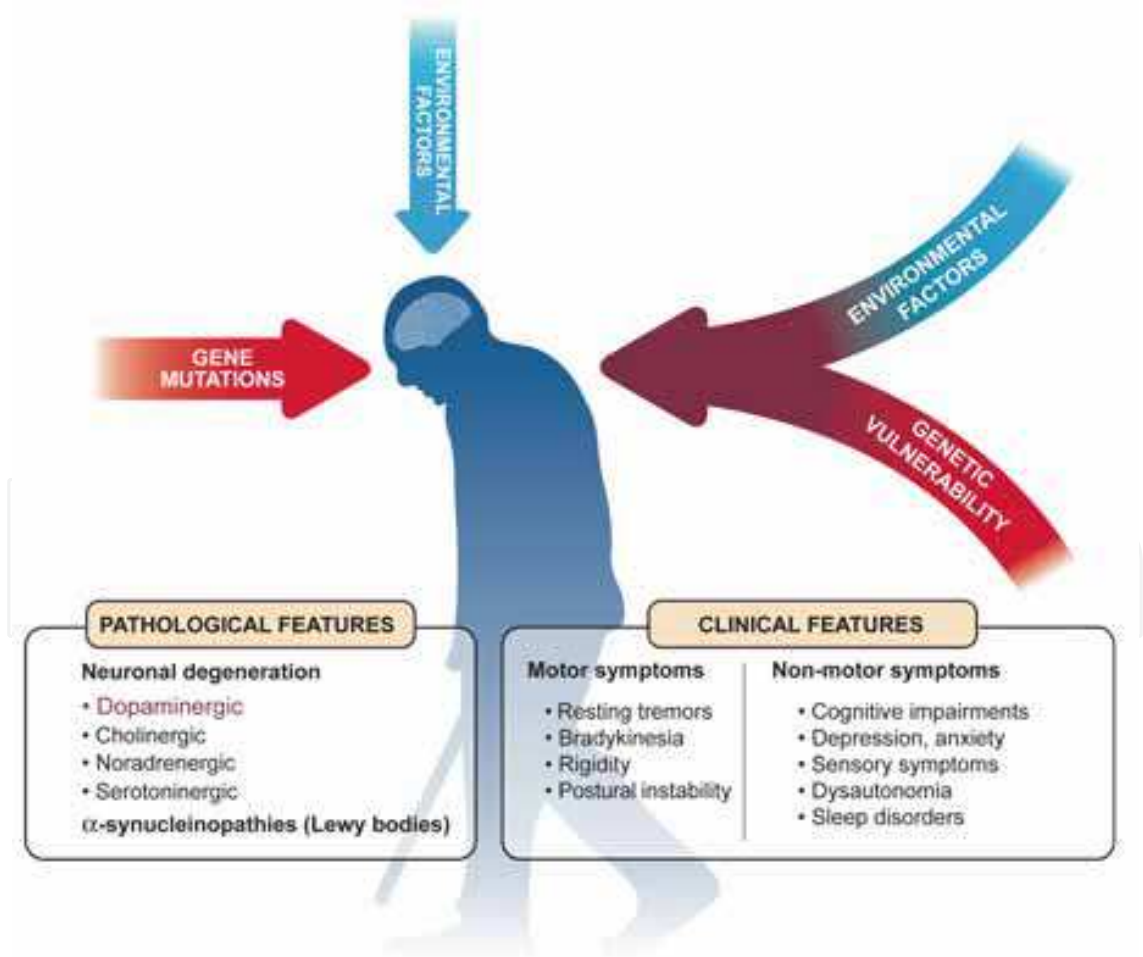 ENVIRONMENTAL
FACTORS
GENE
MUTATIONS
ENVIRONMENTAL
FACTORS
GENETIC
VULNERABILITY
PATHOLOGICAL FEATURES
Neuronal degeneration
• Dopaminergic
• Cholinergic
• Noradrenergic
• Serotoninergic
α-synucleinopathies (Lewy bodies)
CLINICAL FEATURES
Motor symptoms
• Resting tremors
• Bradykinesia
• Rigidity
• Postural instability
Non-motor symptoms
• Cognitive impairments
• Depression, anxiety
• Sensory symptoms
• Dysautonomia
• Sleep disorders